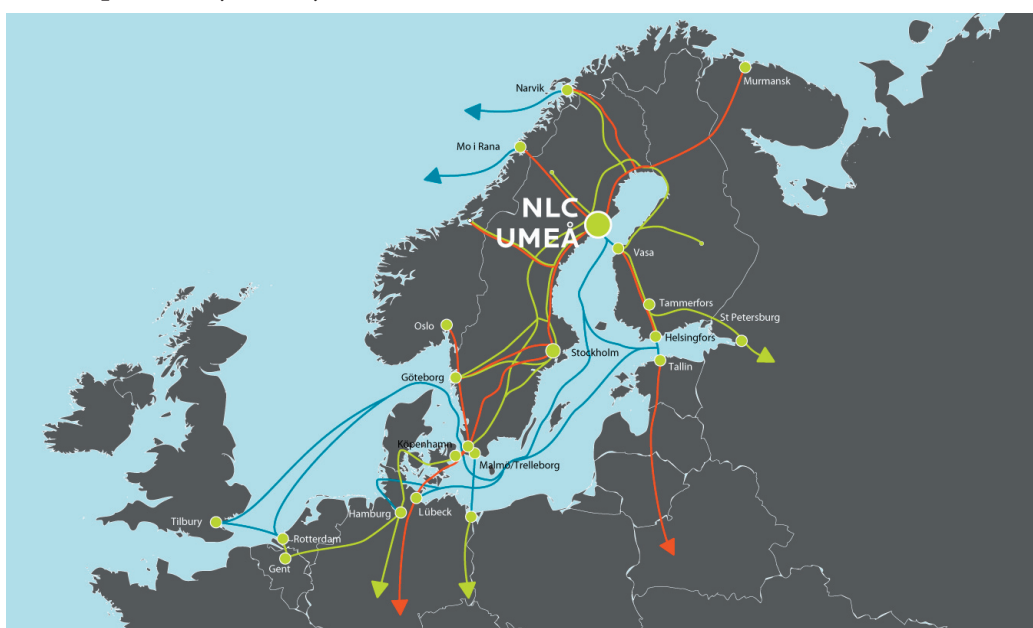 Murmansk
Narvik
Mo i Rana
NLC
UMEÅ
Vasa
Tammerfors
St Petersburg
Oslo
Helsingfors
Stockholm
Tallin
Göteborg
Köpenhamn
Malmö/Trelleborg
Hamburg
Lübeck
Tilbury
Rotterdam
Gent